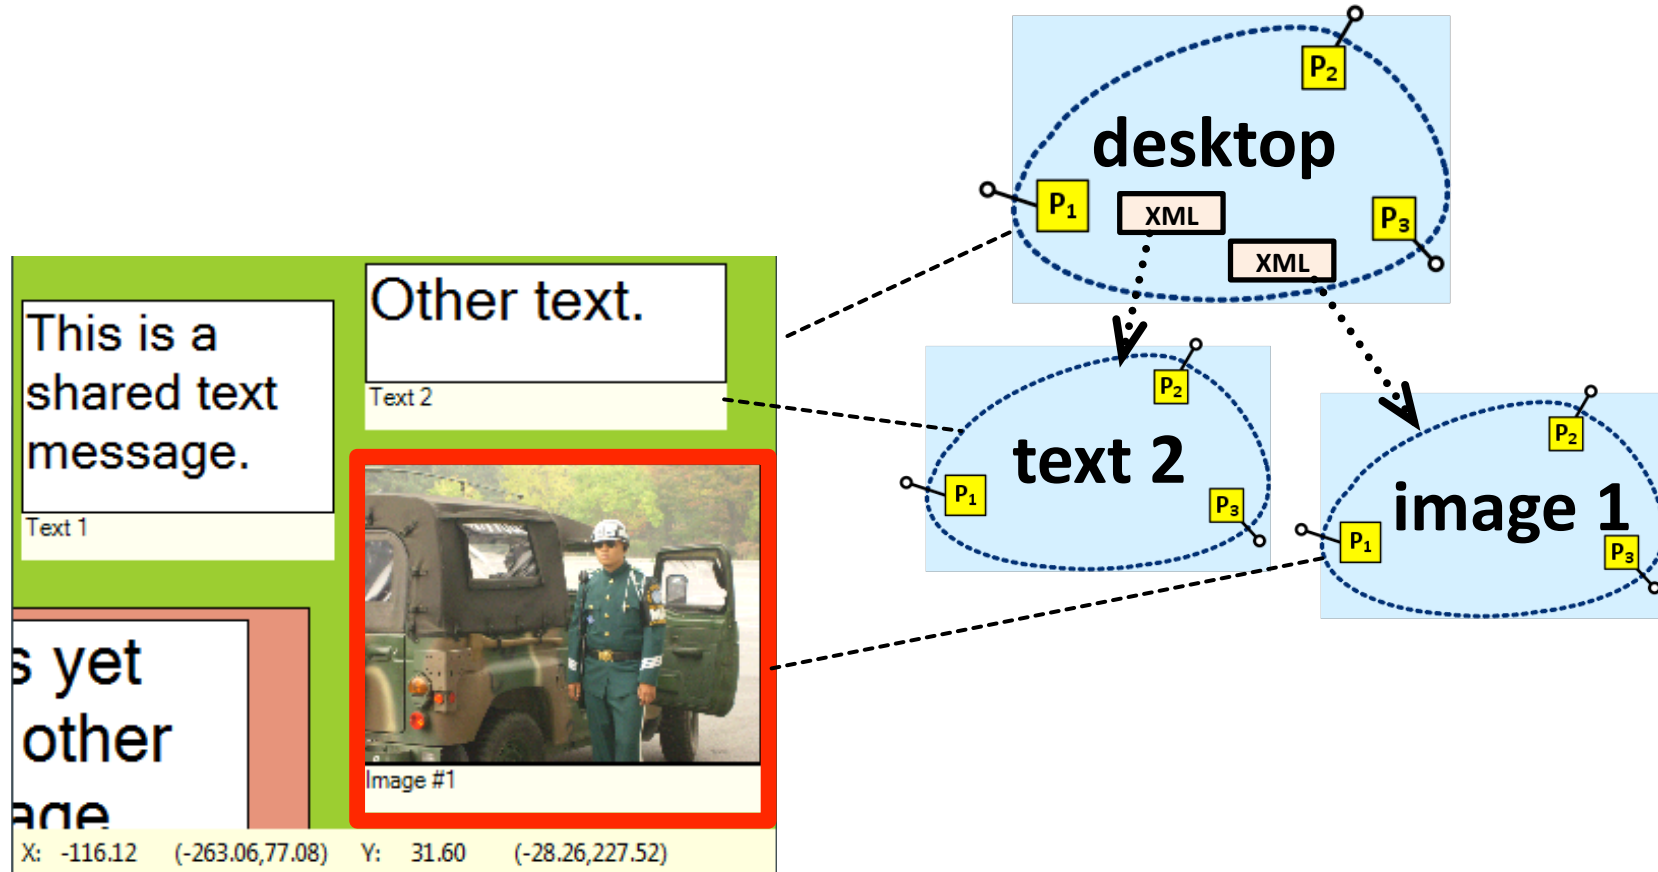 This is a
shared text
message.
Text 1
Other text.
Text 2
s yet
other
age
Image #1
X: -116.12 (-263.06,77.08) Y: 31.60 (-28.26,227.52)
desktop
P1
P2
P3
XML
XML
text 2
P1
P2
P3
image 1
P1
P2
P3